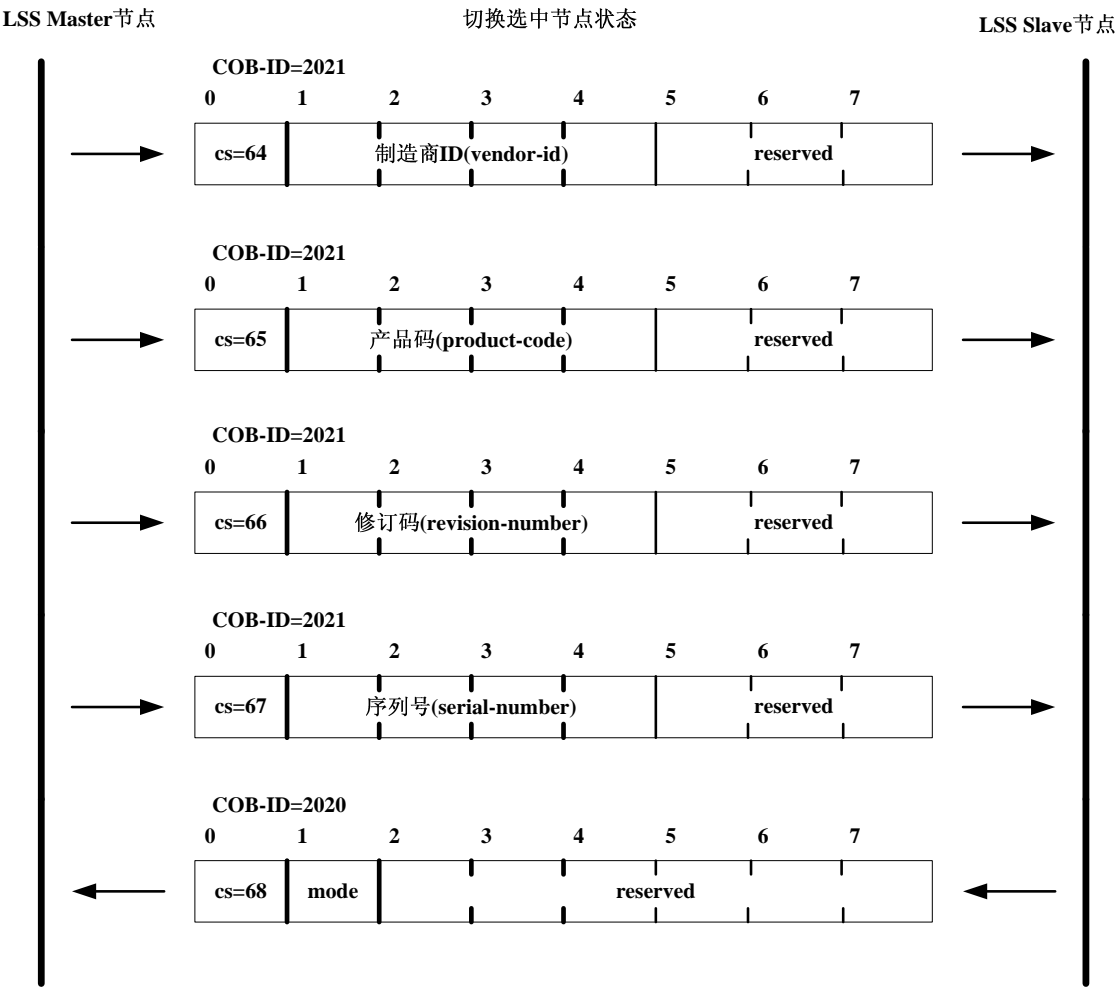 LSS Master节点
切换选中节点状态
LSS Slave节点
COB-ID=2021
0 1 2 3 4 5 6 7
cs=64 制造商ID(vendor-id) reserved
COB-ID=2021
0 1 2 3 4 5 6 7
cs=65 产品码(product-code) reserved
COB-ID=2021
0 1 2 3 4 5 6 7
cs=66 修订码(revision-number) reserved
COB-ID=2021
0 1 2 3 4 5 6 7
cs=67 序列号(serial-number) reserved
COB-ID=2020
0 1 2 3 4 5 6 7
cs=68 mode reserved